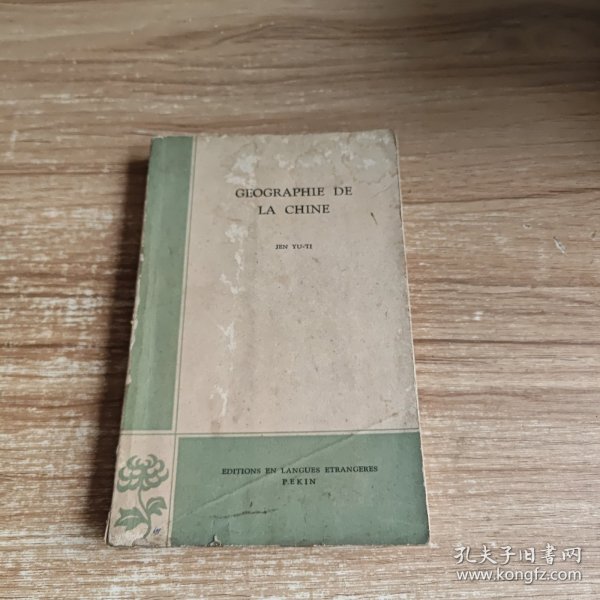 GEOGRAPHIE DE
LA CHINE
JEN YU-TI
EDITIONS EN LANGUES ETRANGERES
PEKIN
孔夫子旧书网
www.kongfz.com